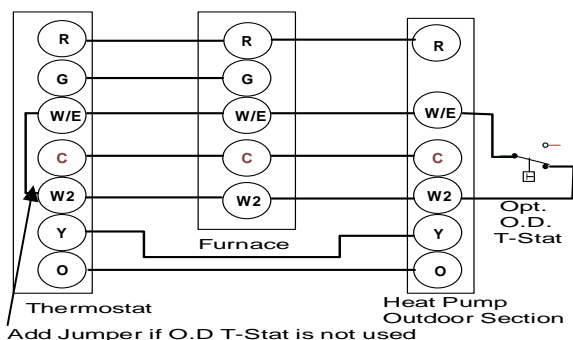 R R R
G G
W/E W/E W/E
C C C
W2 W2 W2
Y Y
O O
Opt.
O.D.
T-Stat
Furnace
Thermostat
Heat Pump
Outdoor Section
Add Jumper if O.D T-Stat is not used